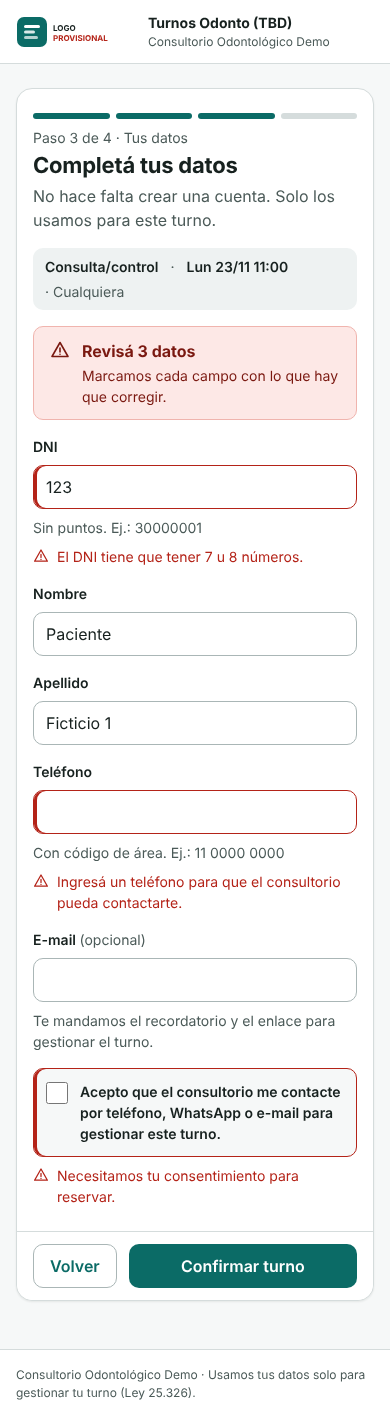 LOGO
PROVISIONAL
Turnos Odonto (TBD)
Consultorio Odontológico Demo
Paso 3 de 4 · Tus datos
Completá tus datos
No hace falta crear una cuenta. Solo los
usamos para este turno.
Consulta/control · Lun 23/11 11:00
· Cualquiera
Revisá 3 datos
Marcamos cada campo con lo que hay
que corregir.
DNI
123
Sin puntos. Ej.: 30000001
El DNI tiene que tener 7 u 8 números.
Nombre
Paciente
Apellido
Ficticio 1
Teléfono
Con código de área. Ej.: 11 0000 0000
Ingresá un teléfono para que el consultorio
pueda contactarte.
E-mail (opcional)
Te mandamos el recordatorio y el enlace para
gestionar el turno.
Acepto que el consultorio me contacte
por teléfono, WhatsApp o e-mail para
gestionar este turno.
Necesitamos tu consentimiento para
reservar.
Volver
Confirmar turno
Consultorio Odontológico Demo · Usamos tus datos solo para
gestionar tu turno (Ley 25.326).